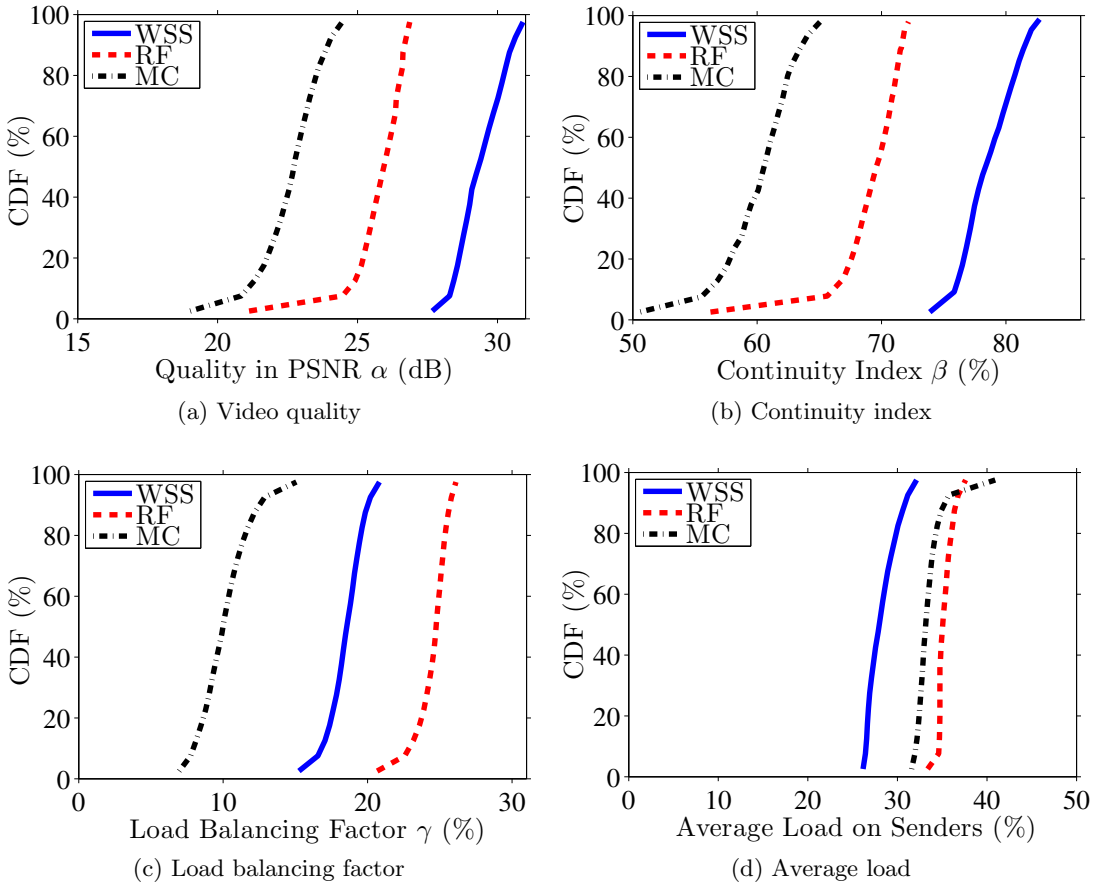 100
80
60
40
20
0
CDF (%)
WSS
RF
MC
15
20
25
30
Quality in PSNR α (dB)
(a) Video quality
100
80
60
40
20
0
CDF (%)
WSS
RF
MC
50
60
70
80
Continuity Index β (%)
(b) Continuity index
100
80
60
40
20
0
CDF (%)
WSS
RF
MC
0
10
20
30
Load Balancing Factor γ (%)
(c) Load balancing factor
100
80
60
40
20
0
CDF (%)
WSS
RF
MC
0
10
20
30
40
50
Average Load on Senders (%)
(d) Average load